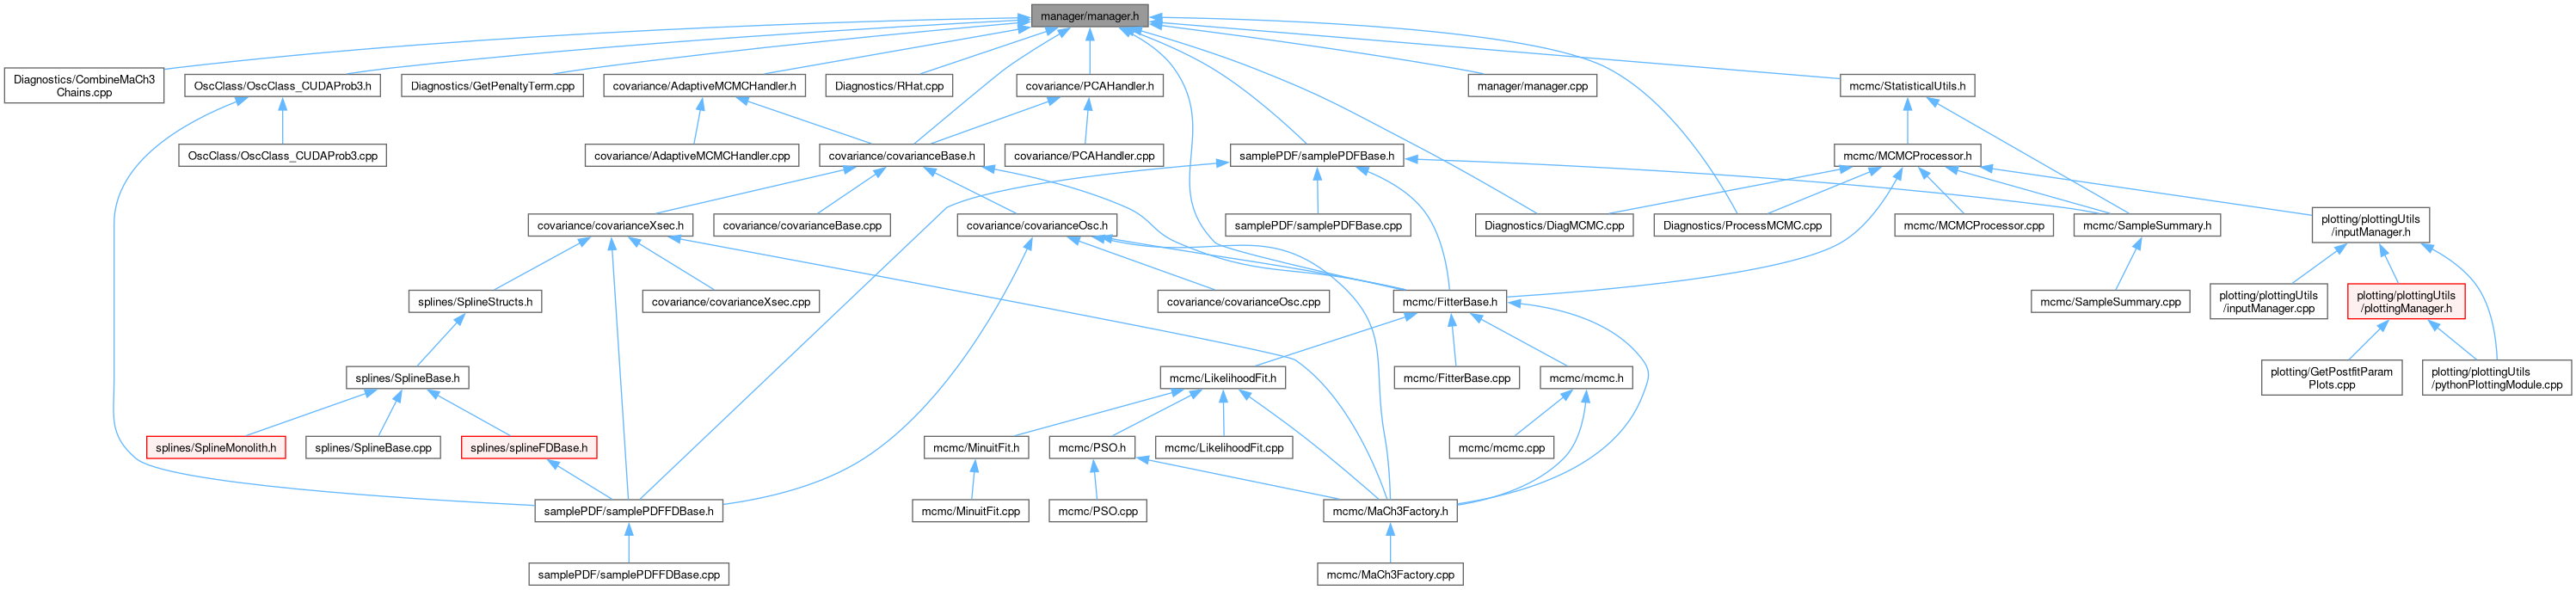 manager/manager.h
Diagnostics/CombineMaCh3
Chains.cpp
OscClass/OscClass_CUDAProb3.h
Diagnostics/GetPenaltyTerm.cpp
covariance/AdaptiveMCMCHandler.h
Diagnostics/RHat.cpp
covariance/PCAHandler.h
manager/manager.cpp
mcmc/StatisticalUtils.h
OscClass/OscClass_CUDAProb3.cpp
covariance/AdaptiveMCMCHandler.cpp
covariance/covarianceBase.h
covariance/PCAHandler.cpp
samplePDF/samplePDFBase.h
mcmc/MCMCProcessor.h
covariance/covarianceXsec.h
covariance/covarianceBase.cpp
covariance/covarianceOsc.h
samplePDF/samplePDFBase.cpp
Diagnostics/DiagMCMC.cpp
Diagnostics/ProcessMCMC.cpp
mcmc/MCMCProcessor.cpp
mcmc/SampleSummary.h
plotting/plottingUtils
/inputManager.h
splines/SplineStructs.h
covariance/covarianceXsec.cpp
covariance/covarianceOsc.cpp
mcmc/FitterBase.h
mcmc/SampleSummary.cpp
plotting/plottingUtils
/inputManager.cpp
plotting/plottingUtils
/plottingManager.h
splines/SplineBase.h
mcmc/LikelihoodFit.h
mcmc/FitterBase.cpp
mcmc/mcmc.h
plotting/GetPostfitParam
Plots.cpp
plotting/plottingUtils
/pythonPlottingModule.cpp
splines/SplineMonolith.h
splines/SplineBase.cpp
splines/splineFDBase.h
mcmc/MinuitFit.h
mcmc/PSO.h
mcmc/LikelihoodFit.cpp
mcmc/mcmc.cpp
samplePDF/samplePDFFDBase.h
mcmc/MinuitFit.cpp
mcmc/PSO.cpp
mcmc/MaCh3Factory.h
samplePDF/samplePDFFDBase.cpp
mcmc/MaCh3Factory.cpp